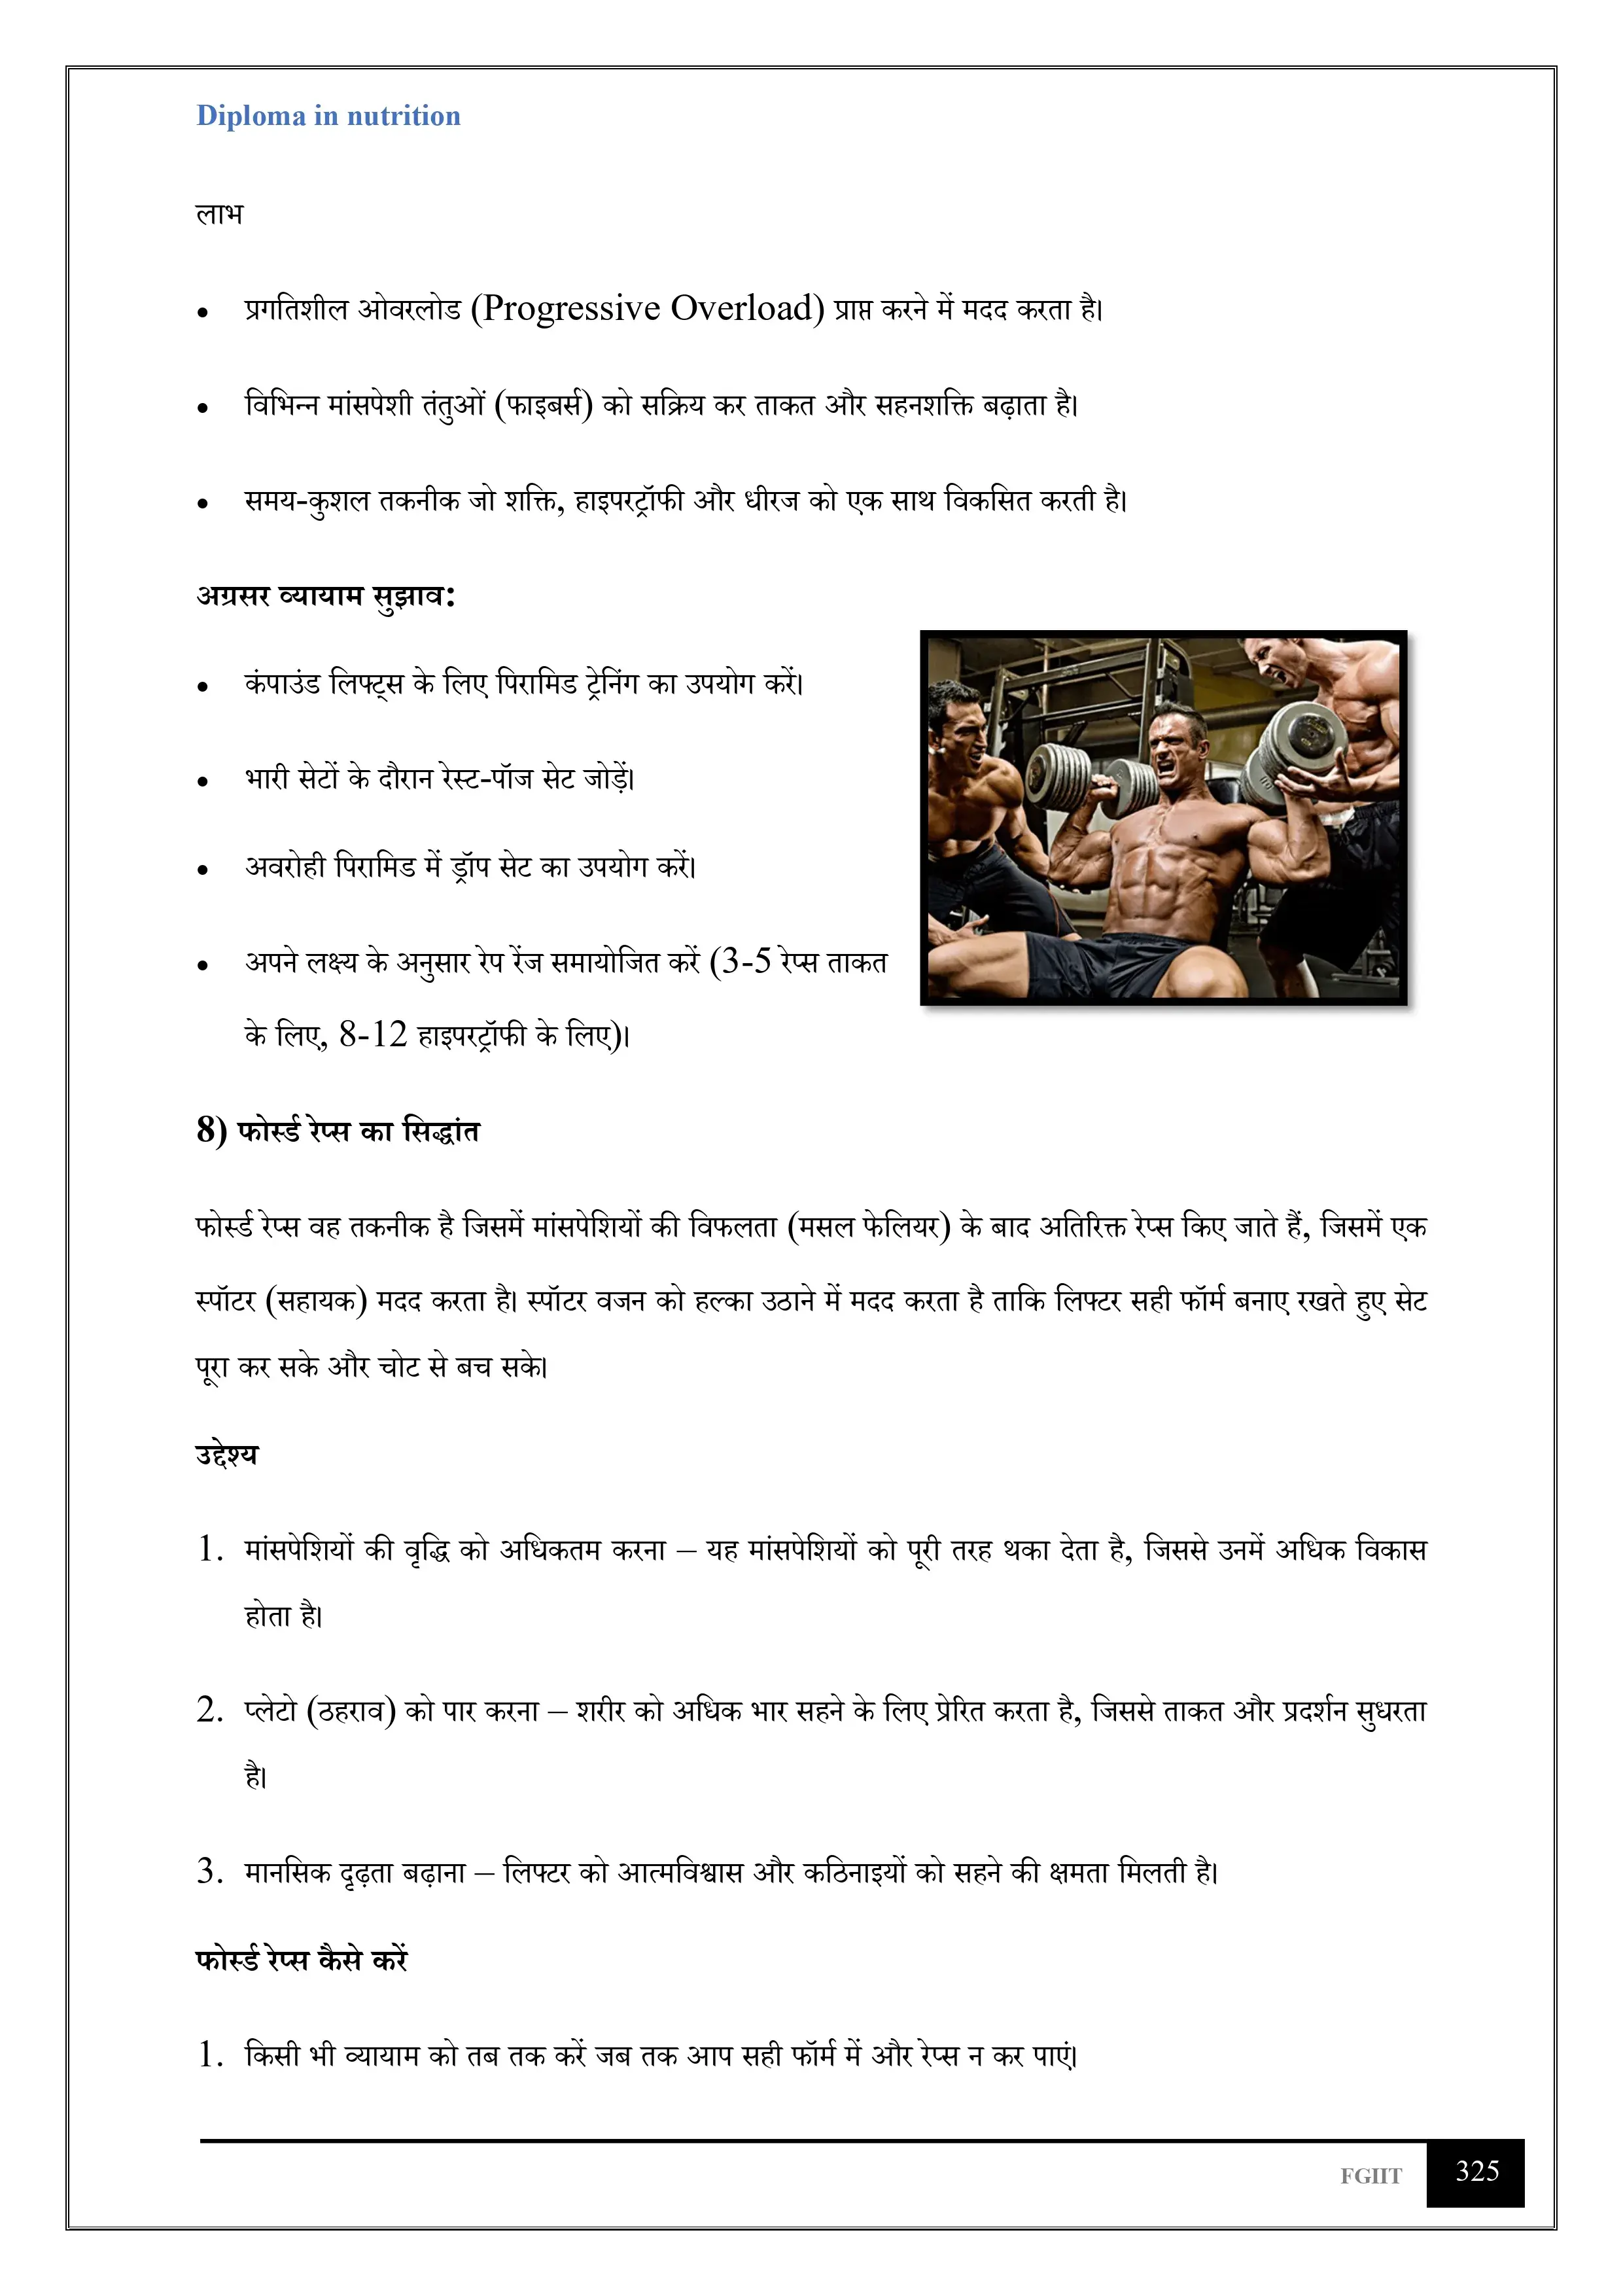 Diploma in nutrition
लाभ
• प्रगतिशील ओवरलोड (Progressive Overload) प्राप्त करने में मदद करता है।
• विभिन्न मांसपेशी तंतुओं (फाइबर्स) को सक्रिय कर ताकत और सहनशक्ति बढ़ाता है।
• समय-कुशल तकनीक जो शक्ति, हाइपरट्रॉफी और धीरज को एक साथ विकसित करती है।
अग्रसर व्यायाम सुझाव:
• कंपाउंड लिफ्ट्स के लिए पिरामिड ट्रेनिंग का उपयोग करें।
• भारी सेटों के दौरान रेस्ट-पॉज सेट जोड़ें।
• अवरोही पिरामिड में ड्रॉप सेट का उपयोग करें।
• अपने लक्ष्य के अनुसार रेप रेंज समायोजित करें (3-5 रेप्स ताकत
के लिए, 8-12 हाइपरट्रॉफी के लिए)।
8) फोर्स्ड रेप्स का सिद्धांत
फोर्स्ड रेप्स वह तकनीक है जिसमें मांसपेशियों की विफलता (मसल फेलियर) के बाद अतिरिक्त रेप्स किए जाते हैं, जिसमें एक
स्पॉटर (सहायक) मदद करता है। स्पॉटर वजन को हल्का उठाने में मदद करता है ताकि लिफ्टर सही फॉर्म बनाए रखते हुए सेट
पूरा कर सके और चोट से बच सके।
उद्देश्य
1. मांसपेशियों की वृद्धि को अधिकतम करना – यह मांसपेशियों को पूरी तरह थका देता है, जिससे उनमें अधिक विकास
होता है।
2. प्लेटो (ठहराव) को पार करना – शरीर को अधिक भार सहने के लिए प्रेरित करता है, जिससे ताकत और प्रदर्शन सुधरता
है।
3. मानसिक दृढ़ता बढ़ाना – लिफ्टर को आत्मविश्वास और कठिनाइयों को सहने की क्षमता मिलती है।
फोर्स्ड रेप्स कैसे करें
1. किसी भी व्यायाम को तब तक करें जब तक आप सही फॉर्म में और रेप्स न कर पाएं।
FGIIT 325